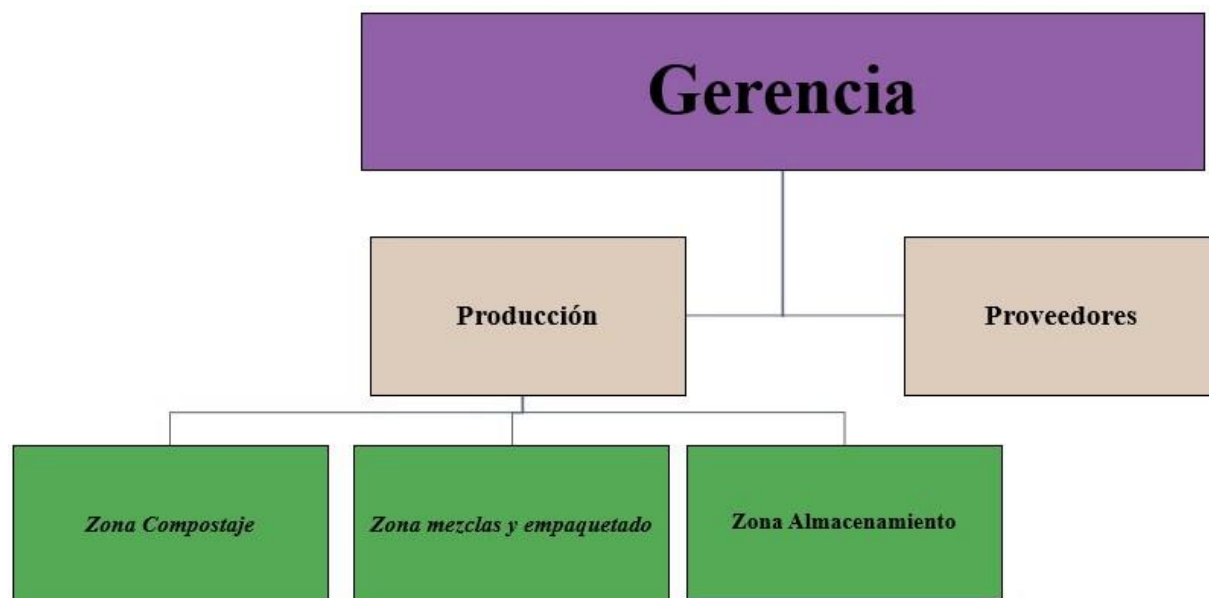 Gerencia
Producción
Proveedores
Zona Compostaje
Zona mezclas y empaquetado
Zona Almacenamiento